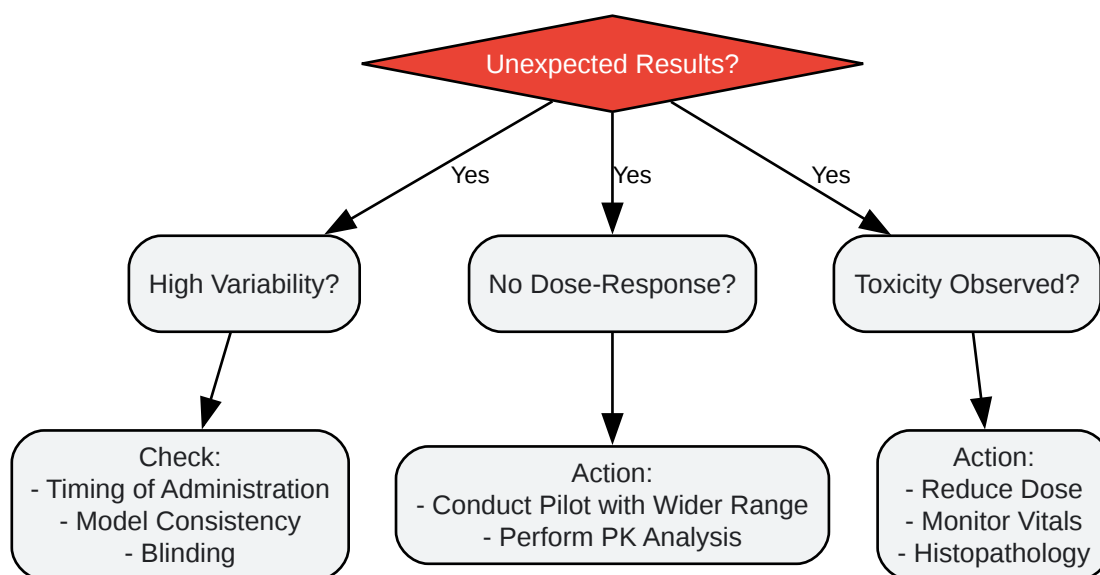 Unexpected Results?
Yes
Yes
Yes
High Variability?
No Dose-Response?
Toxicity Observed?
Check:
- Timing of Administration
- Model Consistency
- Blinding
Action:
- Conduct Pilot with Wider Range
- Perform PK Analysis
Action:
- Reduce Dose
- Monitor Vitals
- Histopathology